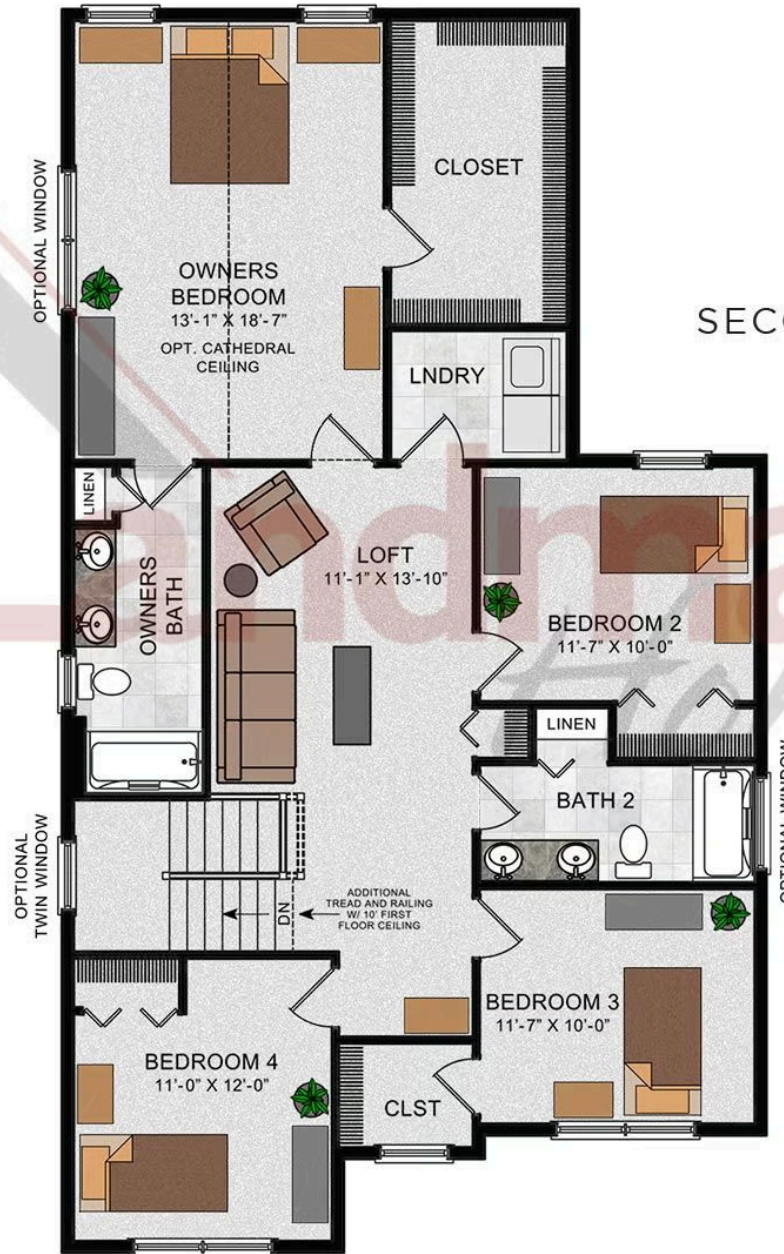 OPTIONAL WINDOW
OWNERS
BEDROOM
13'-1" X 18'-7"
OPT. CATHEDRAL
CEILING
CLOSET
SECO
LNDRY
LINEN
OWNERS
BATH
LOFT
11'-1" X 13'-10"
BEDROOM 2
11'-7" X 10'-0"
LINEN
BATH 2
OPTIONAL WINDOW
OPTIONAL
TWIN WINDOW
DN
ADDITIONAL
TREAD AND RAILING
W/ 10' FIRST
FLOOR CEILING
BEDROOM 3
11'-7" X 10'-0"
BEDROOM 4
11'-0" X 12'-0"
CLST